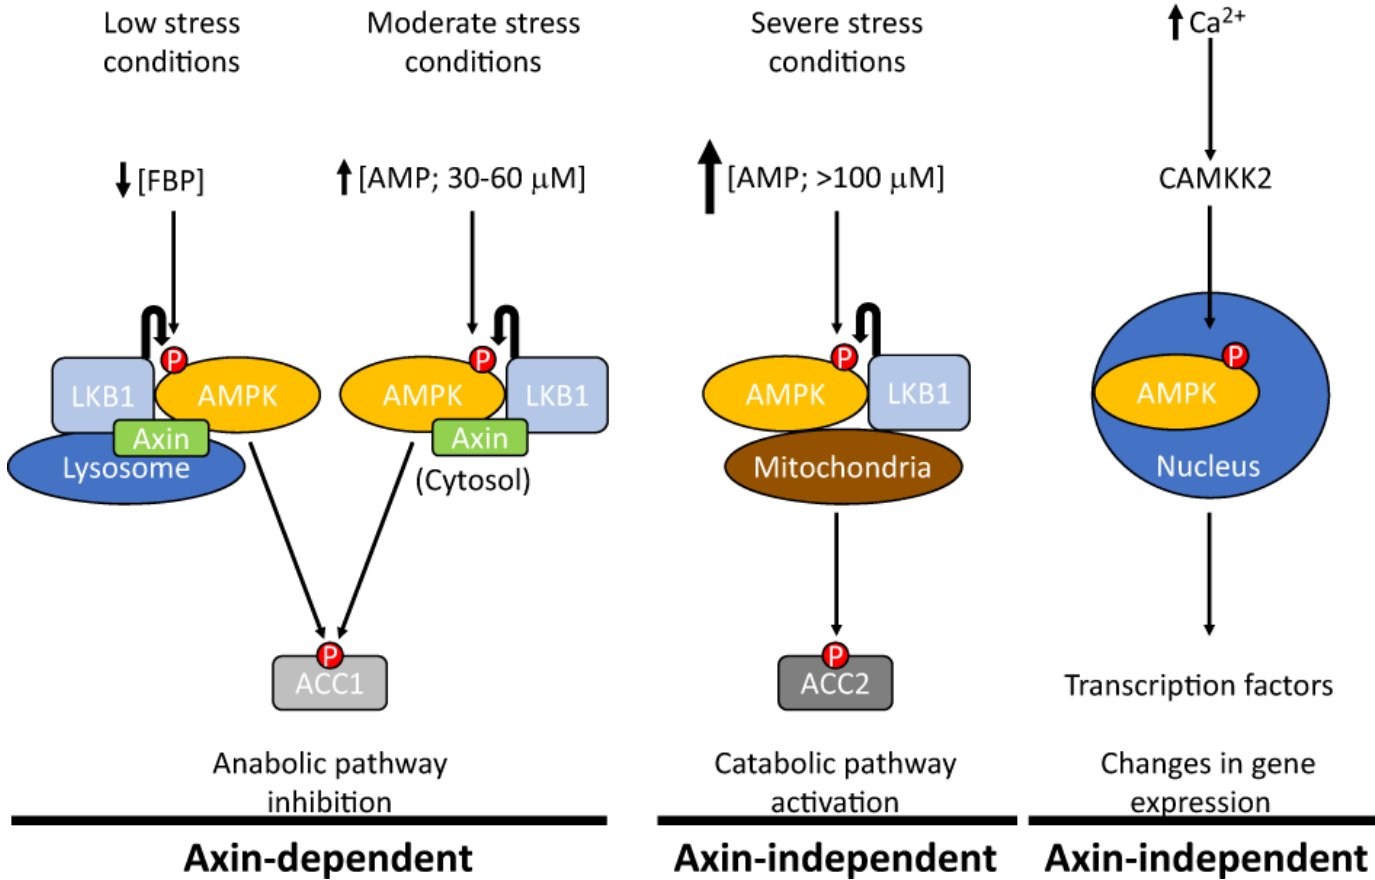 Low stress
conditions
Moderate stress
conditions
Severe stress
conditions
Ca²⁺
[FBP]
[AMP; 30-60 μM]
[AMP; >100 μM]
CAMKK2
P
LKB1
AMPK
Axin
Lysosome
P
AMPK
LKB1
Axin
(Cytosol)
P
AMPK
LKB1
Mitochondria
P
AMPK
Nucleus
P
ACC1
P
ACC2
Transcription factors
Anabolic pathway
inhibition
Catabolic pathway
activation
Changes in gene
expression
Axin-dependent
Axin-independent
Axin-independent